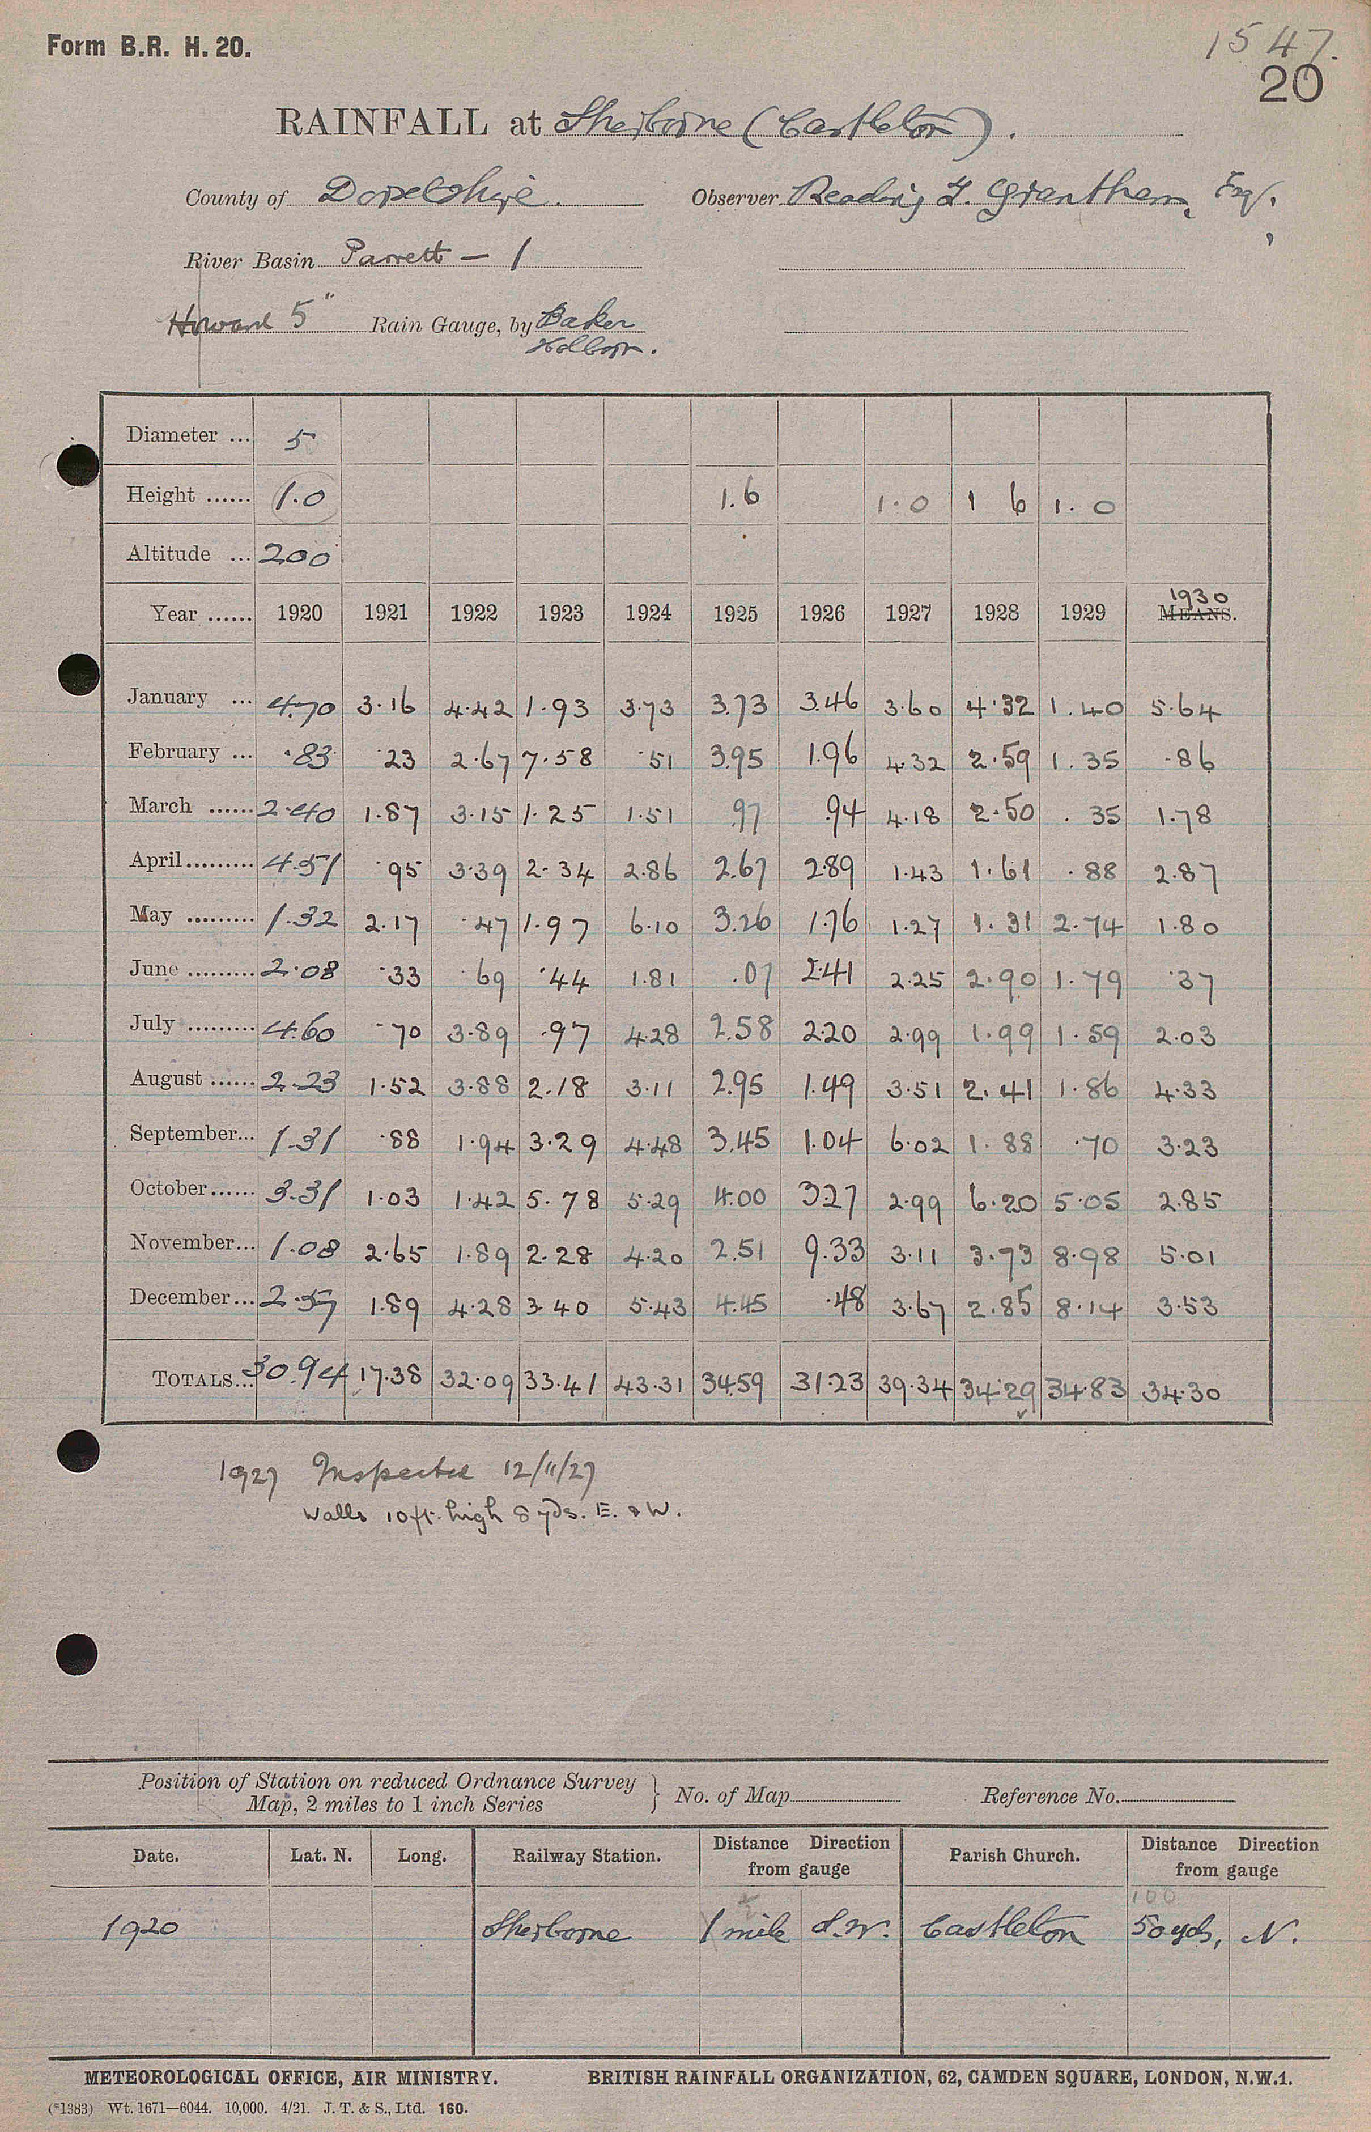 Form B.R. H. 20.
1547.
20
RAINFALL at Sherborne (Castleton).
County of Dorsetshire. Observer Reading G. Grantham, Esq.
River Basin Parrett — 1
Howard 5" Rain Gauge, by Baker
Holborn.
Diameter ... 5
Height ...... 1.0 1.6 1.0 1 6 1.0
Altitude ... 200
Year ...... 1920 1921 1922 1923 1924 1925 1926 1927 1928 1929 1930 MEANS.
January ... 4.70 3.16 4.42 1.93 3.73 3.73 3.46 3.60 4.32 1.40 5.64
February ... .83 .23 2.67 7.58 .51 3.95 1.96 4.32 2.59 1.35 .86
March ...... 2.40 1.87 3.15 1.25 1.51 .97 .94 4.18 2.50 .35 1.78
April ......... 4.51 .95 3.39 2.34 2.86 2.67 2.89 1.43 1.61 .88 2.87
May ......... 1.32 2.17 .47 1.97 6.10 3.26 1.76 1.27 1.31 2.74 1.80
June ......... 2.08 .33 .69 .44 1.81 .07 2.41 2.25 2.90 1.79 .37
July ......... 4.60 .70 3.89 .97 4.28 2.58 2.20 2.99 1.99 1.59 2.03
August ...... 2.23 1.52 3.88 2.18 3.11 2.95 1.49 3.51 2.41 1.86 4.33
September... 1.31 .88 1.94 3.29 4.48 3.45 1.04 6.02 1.88 .70 3.23
October...... 3.31 1.03 1.42 5.78 5.29 4.00 3.27 2.99 6.20 5.05 2.85
November... 1.08 2.65 1.89 2.28 4.20 2.51 9.33 3.11 3.73 8.98 5.01
December... 2.57 1.89 4.28 3.40 5.43 4.45 .48 3.67 2.85 8.14 3.53
TOTALS... 30.94 17.38 32.09 33.41 43.31 34.59 31.23 39.34 34.29 34.83 34.30
1927 Inspected 12/11/27
Walls 10 ft. high 8 yds. E. & W.
Position of Station on reduced Ordnance Survey
Map, 2 miles to 1 inch Series } No. of Map Reference No.
Date. Lat. N. Long. Railway Station. Distance Direction from gauge Parish Church. Distance Direction from gauge
100
1920 Sherborne 1 mile S.W. Castleton 50 yds, N.
METEOROLOGICAL OFFICE, AIR MINISTRY. BRITISH RAINFALL ORGANIZATION, 62, CAMDEN SQUARE, LONDON, N.W.1.
(*1383) Wt. 1671—6044. 10,000. 4/21. J. T. & S., Ltd. 160.